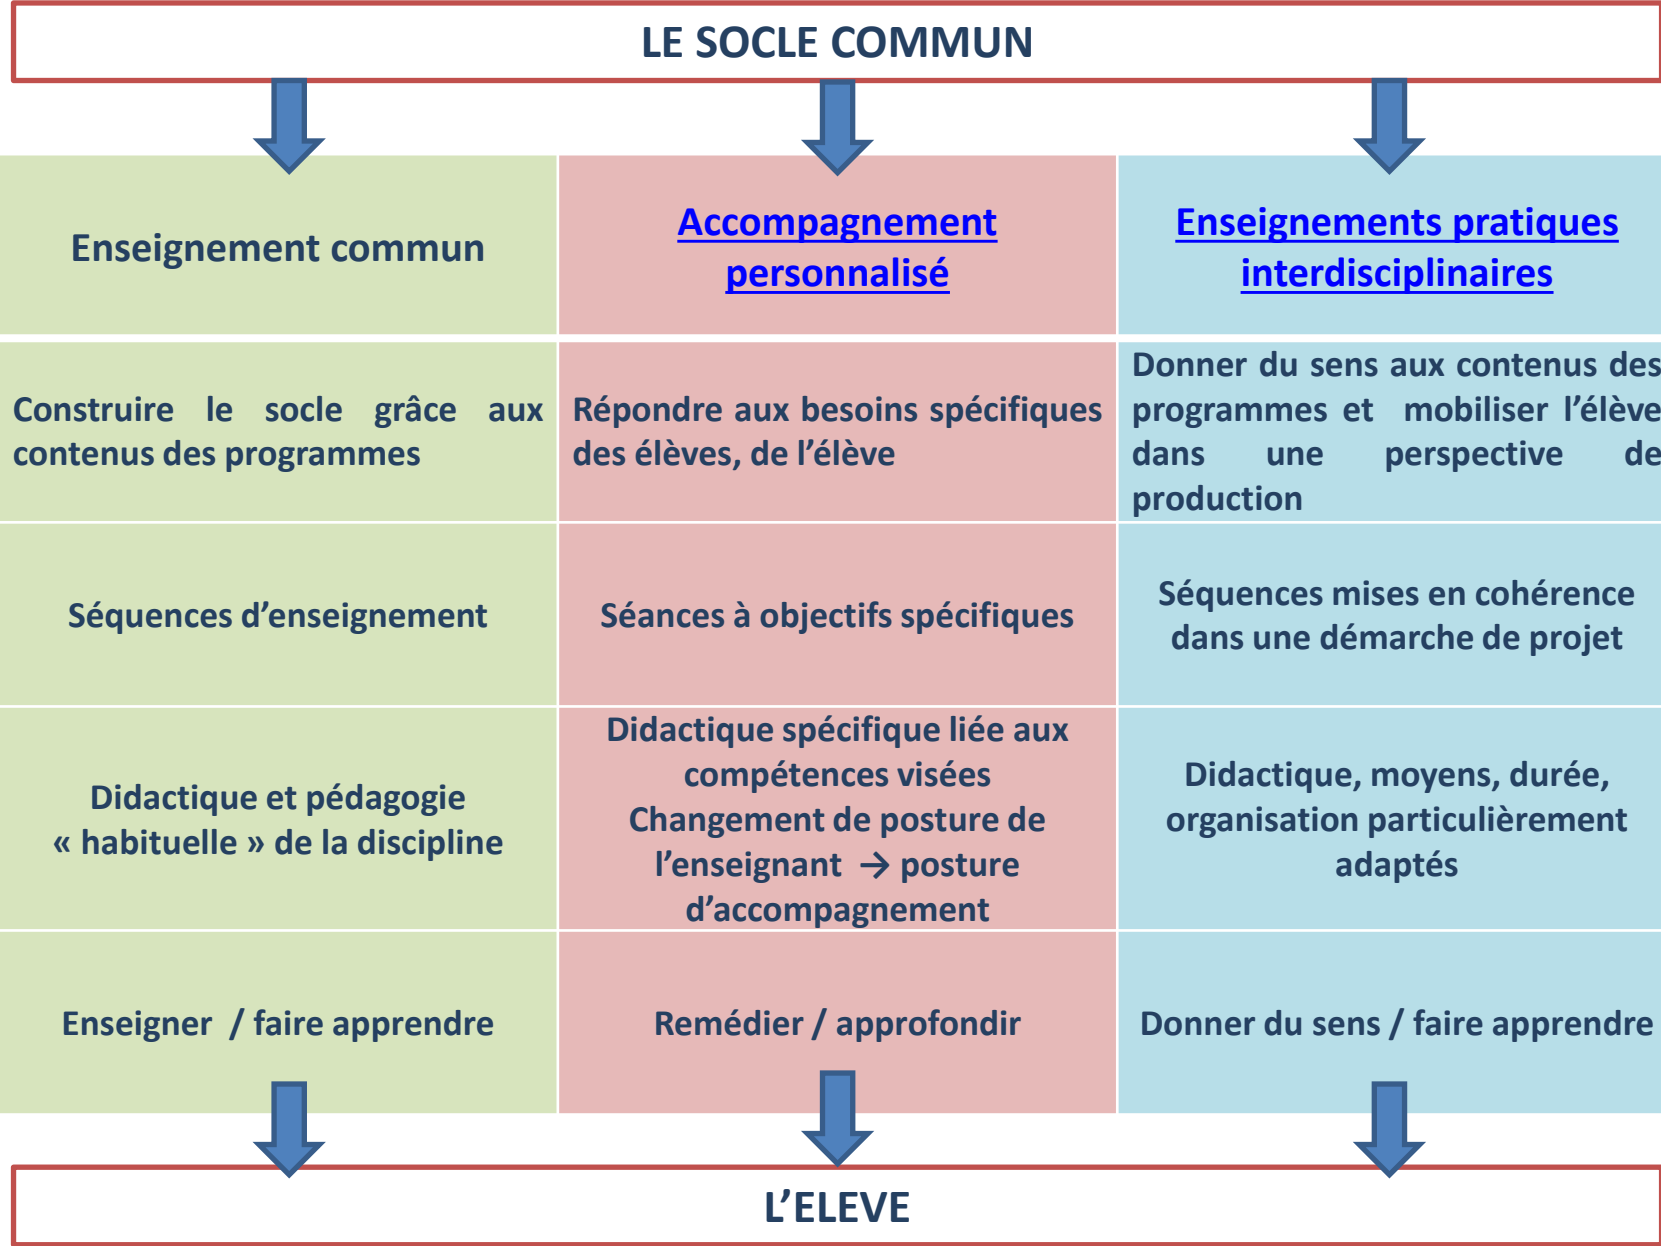 LE SOCLE COMMUN
Enseignement commun
Accompagnement
personnalisé
Enseignements pratiques
interdisciplinaires
Construire le socle grâce aux
contenus des programmes
Répondre aux besoins spécifiques
des élèves, de l’élève
Donner du sens aux contenus des
programmes et mobiliser l’élève
dans une perspective de
production
Séquences d’enseignement
Séances à objectifs spécifiques
Séquences mises en cohérence
dans une démarche de projet
Didactique et pédagogie
« habituelle » de la discipline
Didactique spécifique liée aux
compétences visées
Changement de posture de
l’enseignant → posture
d’accompagnement
Didactique, moyens, durée,
organisation particulièrement
adaptés
Enseigner / faire apprendre
Remédier / approfondir
Donner du sens / faire apprendre
L’ELEVE